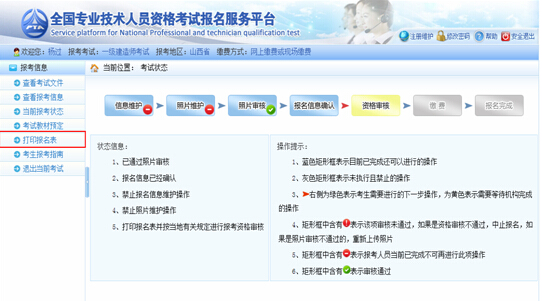 全国专业技术人员资格考试报名服务平台
Service platform for National Professional and technician qualification test
注册维护 修改密码 帮助 安全退出
欢迎您：杨过 报考考试：一级建造师考试 报考地区：山西省 缴费方式：网上缴费或现场缴费
报考信息
当前位置： 考试状态
查看考试文件
查看报考信息
当前报考状态
考试教材预定
打印报名表
考生报考指南
退出当前考试
信息维护 照片维护 照片审核 报名信息确认 资格审核 缴 费 报名完成
状态信息：
1、已通过照片审核
2、报名信息已经确认
3、禁止报名信息维护操作
4、禁止照片维护操作
5、打印报名表并按当地有关规定进行报考资格审核
操作提示：
1、蓝色矩形框表示目前已完成还可以进行的操作
2、灰色矩形框表示未执行且禁止的操作
3、右侧为绿色表示考生需要进行的下一步操作，为黄色表示需要等待机构完成
的操作
4、矩形框中含有表示该项审核未通过，如果是资格审核不通过，中止报名，如
果是照片审核不通过的，重新上传照片
5、矩形框中含有表示报考人员当前已完成不可再进行此项操作
6、矩形框中含有表示审核通过